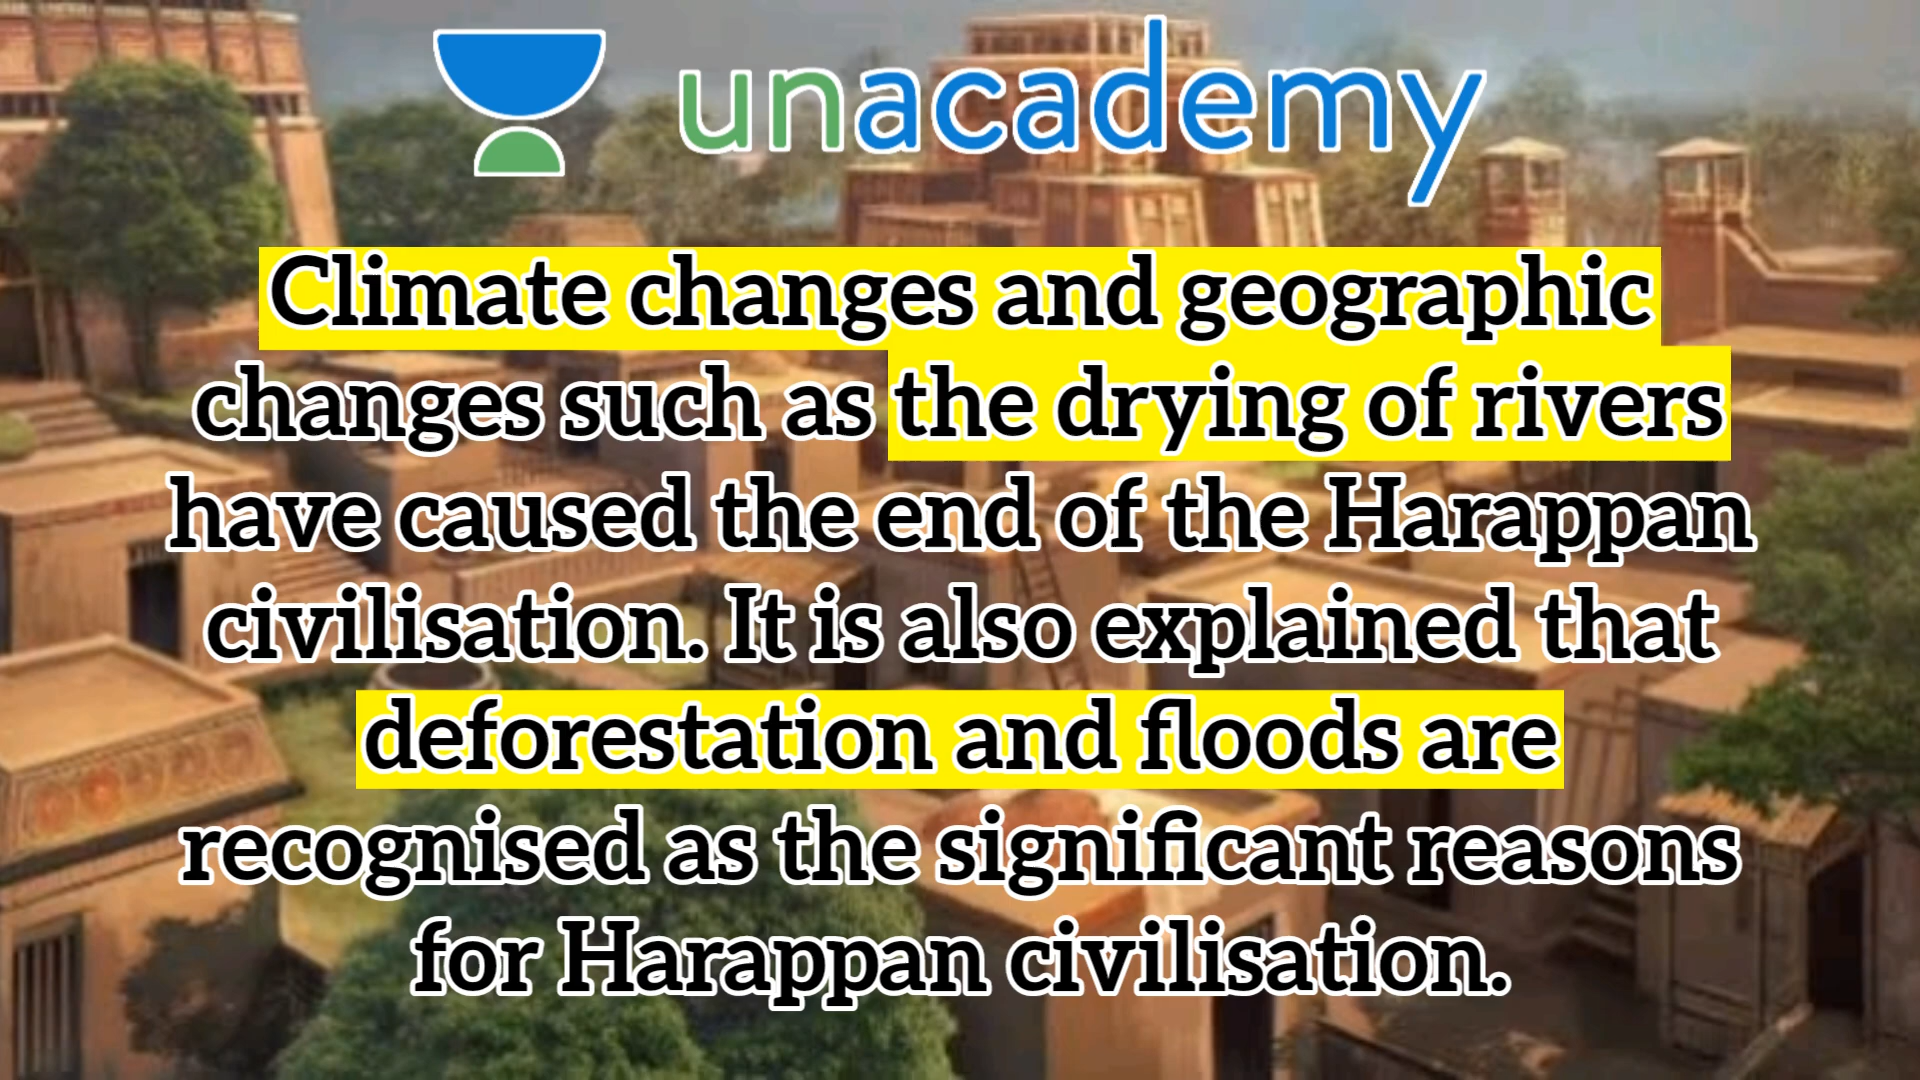 unacademy
Climate changes and geographic
changes such as the drying of rivers
have caused the end of the Harappan
civilisation. It is also explained that
deforestation and floods are
recognised as the significant reasons
for Harappan civilisation.